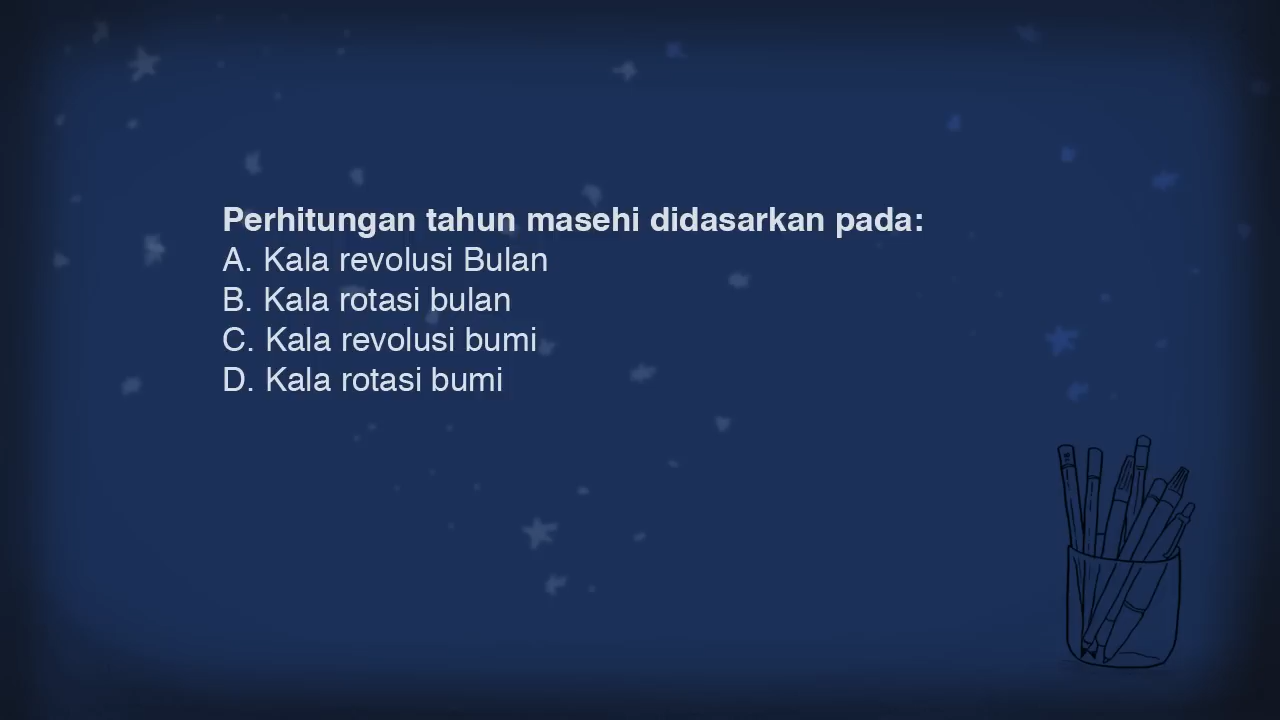 Perhitungan tahun masehi didasarkan pada:
A. Kala revolusi Bulan
B. Kala rotasi bulan
C. Kala revolusi bumi
D. Kala rotasi bumi